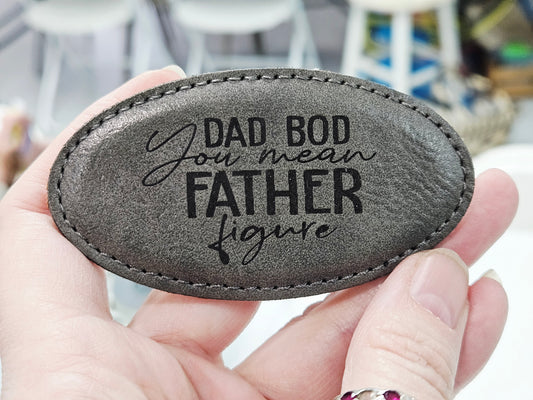 DAD BOD
You mean
FATHER
figure